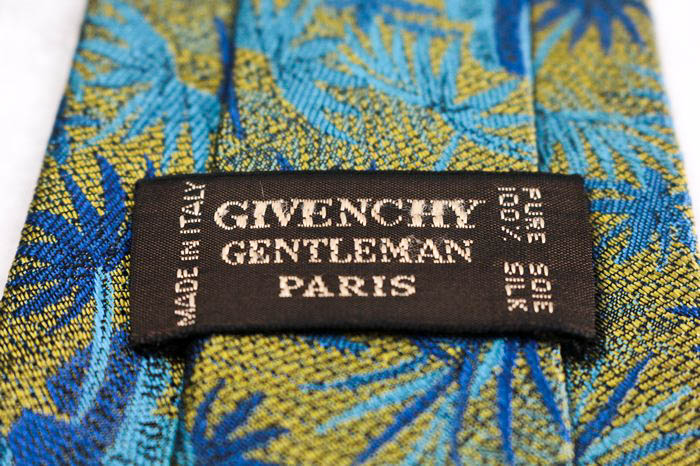 MADE IN ITALY
GIVENCHY
GENTLEMAN
PARIS
PURE SOIE
100% SILK